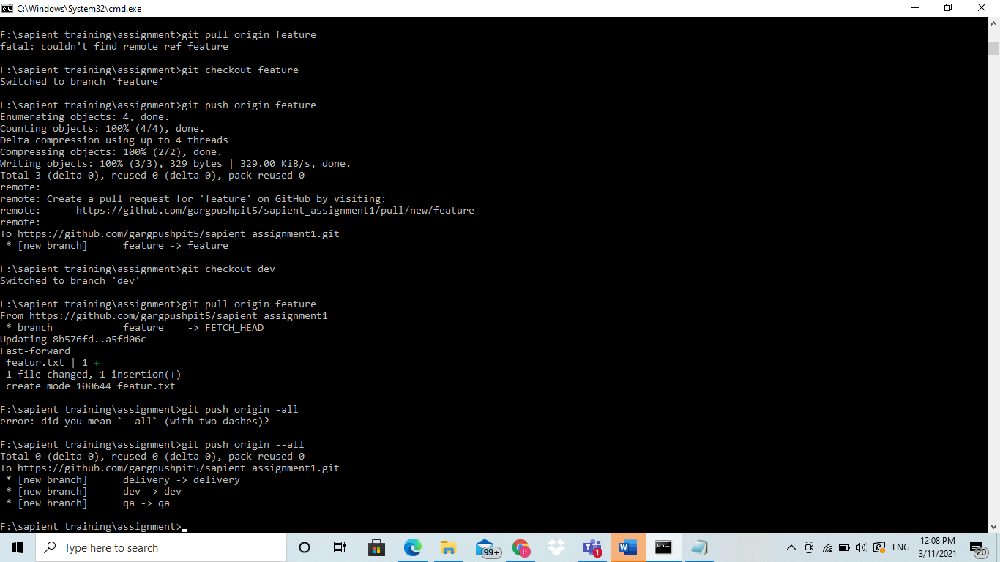 C:\Windows\System32\cmd.exe
F:\sapient training\assignment>git pull origin feature
fatal: couldn't find remote ref feature
F:\sapient training\assignment>git checkout feature
Switched to branch 'feature'
F:\sapient training\assignment>git push origin feature
Enumerating objects: 4, done.
Counting objects: 100% (4/4), done.
Delta compression using up to 4 threads
Compressing objects: 100% (2/2), done.
Writing objects: 100% (3/3), 329 bytes | 329.00 KiB/s, done.
Total 3 (delta 0), reused 0 (delta 0), pack-reused 0
remote:
remote: Create a pull request for 'feature' on GitHub by visiting:
remote:      https://github.com/gargpushpit5/sapient_assignment1/pull/new/feature
remote:
To https://github.com/gargpushpit5/sapient_assignment1.git
 * [new branch]      feature -> feature
F:\sapient training\assignment>git checkout dev
Switched to branch 'dev'
F:\sapient training\assignment>git pull origin feature
From https://github.com/gargpushpit5/sapient_assignment1
 * branch            feature    -> FETCH_HEAD
Updating 8b576fd..a5fd06c
Fast-forward
 featur.txt | 1 +
 1 file changed, 1 insertion(+)
 create mode 100644 featur.txt
F:\sapient training\assignment>git push origin -all
error: did you mean `--all` (with two dashes)?
F:\sapient training\assignment>git push origin --all
Total 0 (delta 0), reused 0 (delta 0), pack-reused 0
To https://github.com/gargpushpit5/sapient_assignment1.git
 * [new branch]      delivery -> delivery
 * [new branch]      dev -> dev
 * [new branch]      qa -> qa
F:\sapient training\assignment>
Type here to search
99+
P
1
W
ENG
12:08 PM
3/11/2021
20